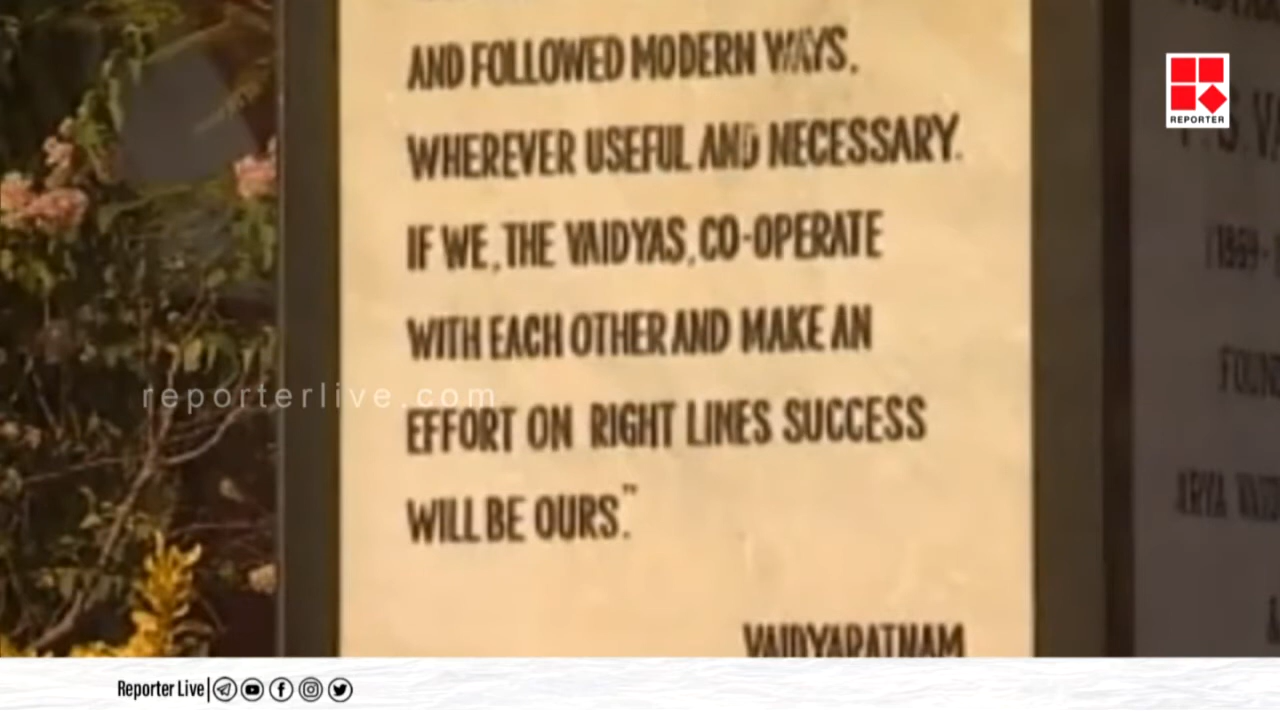 AND FOLLOWED MODERN WAYS,
WHEREVER USEFUL AND NECESSARY.
IF WE, THE VAIDYAS, CO-OPERATE
WITH EACH OTHER AND MAKE AN
EFFORT ON RIGHT LINES SUCCESS
WILL BE OURS."
VAIDYARATNAM
REPORTER
reporterlive.com
Reporter Live|